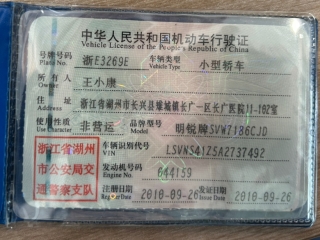 中华人民共和国机动车行驶证
Vehicle License of the People's Republic of China
号牌号码 浙E3269E 车辆类型 小型轿车
Plate No. Vehicle Type
所有人 王小康
Owner
住址 浙江省湖州市长兴县雉城镇长广一区长广医院11-102室
Address
使用性质 非营运 品牌型号 明锐牌SVW7186CJD
浙江省湖州市公安局交通警察支队
车辆识别代号 LSVNS41Z5A2737492
VIN
发动机号码 644159
Engine No.
注册日期 2010-09-26 发证日期 2010-09-26
Register Date Issue Date